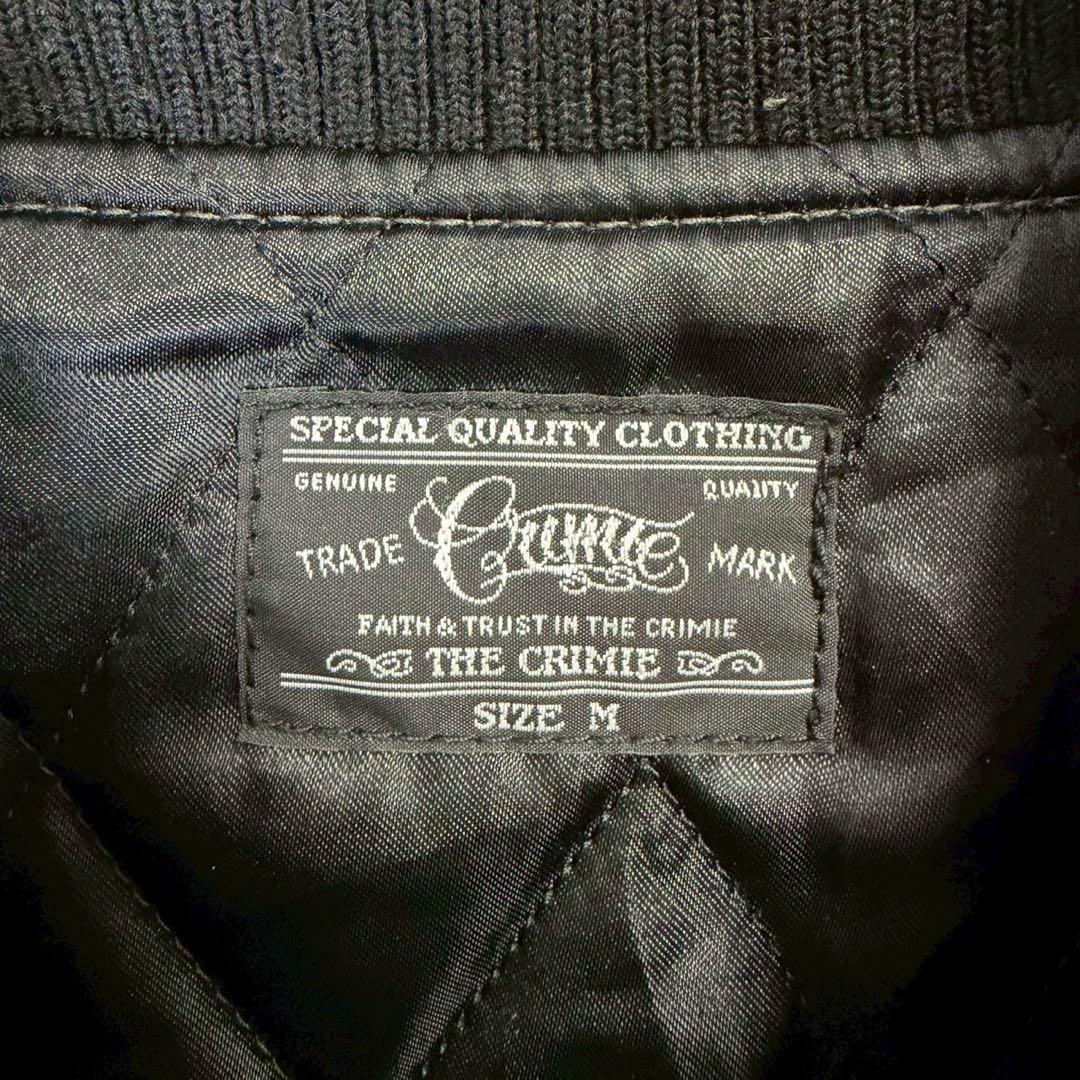 SPECIAL QUALITY CLOTHING
GENUINE QUALITY
TRADE Crimie MARK
FAITH & TRUST IN THE CRIMIE
THE CRIMIE
SIZE M